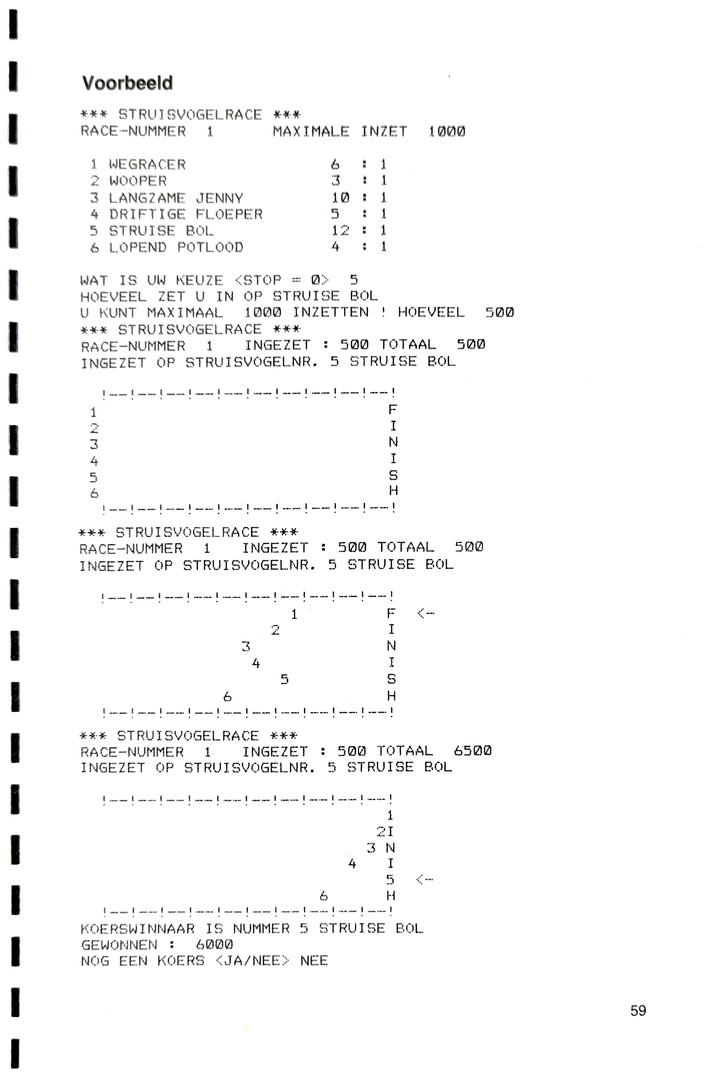 Voorbeeld
*** STRUISVOGELRACE ***
RACE-NUMMER 1 MAXIMALE INZET 1000
1 WEGRACER 6 : 1
2 WOOPER 3 : 1
3 LANGZAME JENNY 10 : 1
4 DRIFTIGE FLOEPER 5 : 1
5 STRUISE BOL 12 : 1
6 LOPEND POTLOOD 4 : 1
WAT IS UW KEUZE <STOP = 0> 5
HOEVEEL ZET U IN OP STRUISE BOL
U KUNT MAXIMAAL 1000 INZETTEN ! HOEVEEL 500
*** STRUISVOGELRACE ***
RACE-NUMMER 1 INGEZET : 500 TOTAAL 500
INGEZET OP STRUISVOGELNR. 5 STRUISE BOL
!--!--!--!--!--!--!--!--!--!--!
1 F
2 I
3 N
4 I
5 S
6 H
!--!--!--!--!--!--!--!--!--!--!
*** STRUISVOGELRACE ***
RACE-NUMMER 1 INGEZET : 500 TOTAAL 500
INGEZET OP STRUISVOGELNR. 5 STRUISE BOL
!--!--!--!--!--!--!--!--!--!--!
1 F <-
2 I
3 N
4 I
5 S
6 H
!--!--!--!--!--!--!--!--!--!--!
*** STRUISVOGELRACE ***
RACE-NUMMER 1 INGEZET : 500 TOTAAL 6500
INGEZET OP STRUISVOGELNR. 5 STRUISE BOL
!--!--!--!--!--!--!--!--!--!--!
1
2I
3 N
4 I
5 <-
6 H
!--!--!--!--!--!--!--!--!--!--!
KOERSWINNAAR IS NUMMER 5 STRUISE BOL
GEWONNEN : 6000
NOG EEN KOERS <JA/NEE> NEE
59